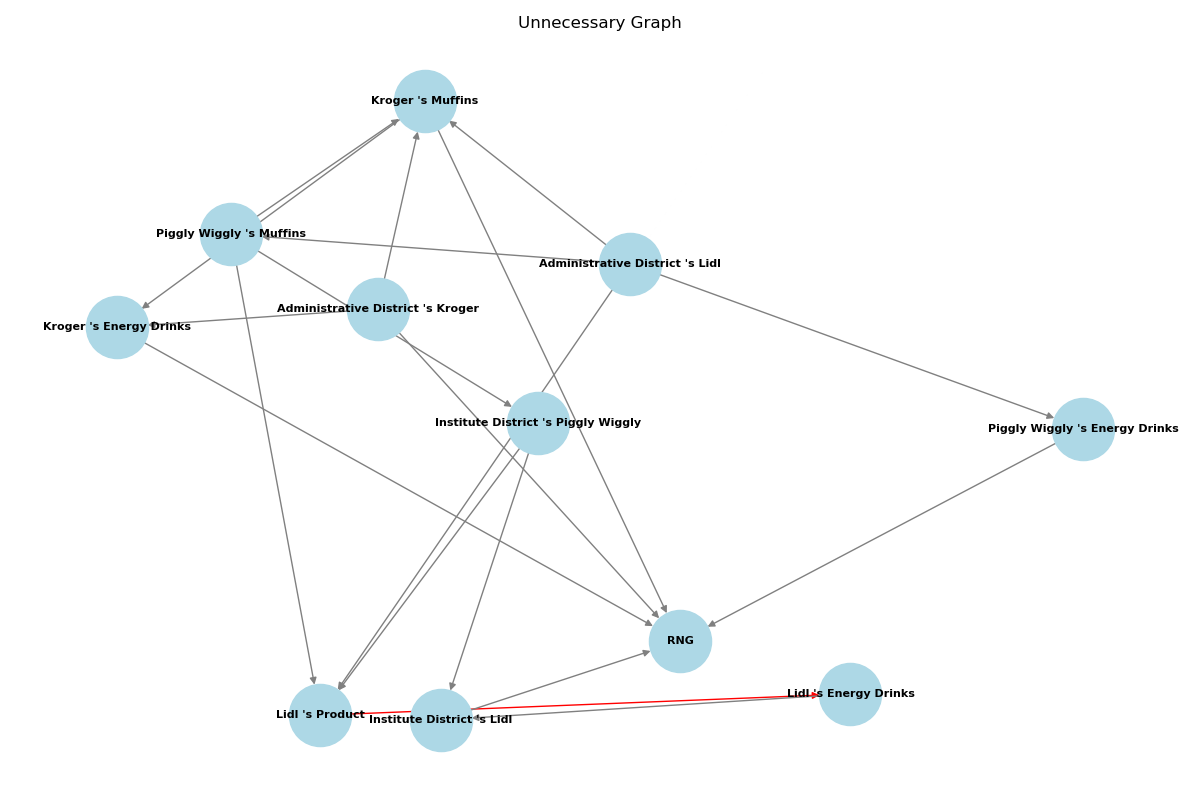 Unnecessary Graph
Kroger 's Muffins
Piggly Wiggly 's Muffins
Administrative District 's Lidl
Administrative District 's Kroger
Kroger 's Energy Drinks
Institute District 's Piggly Wiggly
Piggly Wiggly 's Energy Drinks
RNG
Lidl 's Energy Drinks
Lidl 's Product
Institute District 's Lidl